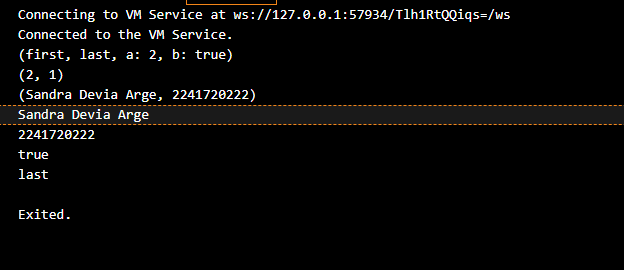 Connecting to VM Service at ws://127.0.0.1:57934/Tlh1RtQQiqs=/ws
Connected to the VM Service.
(first, last, a: 2, b: true)
(2, 1)
(Sandra Devia Arge, 2241720222)
Sandra Devia Arge
2241720222
true
last
Exited.